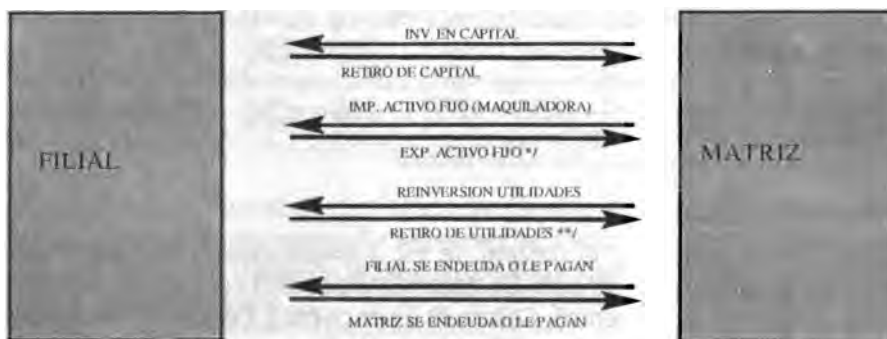 INV. EN CAPITAL
RETIRO DE CAPITAL
IMP. ACTIVO FIJO (MAQUILADORA)
FILIAL
EXP. ACTIVO FIJO */
MATRIZ
REINVERSION UTILIDADES
RETIRO DE UTILIDADES **/
FILIAL SE ENDEUDA O LE PAGAN
MATRIZ SE ENDEUDA O LE PAGAN